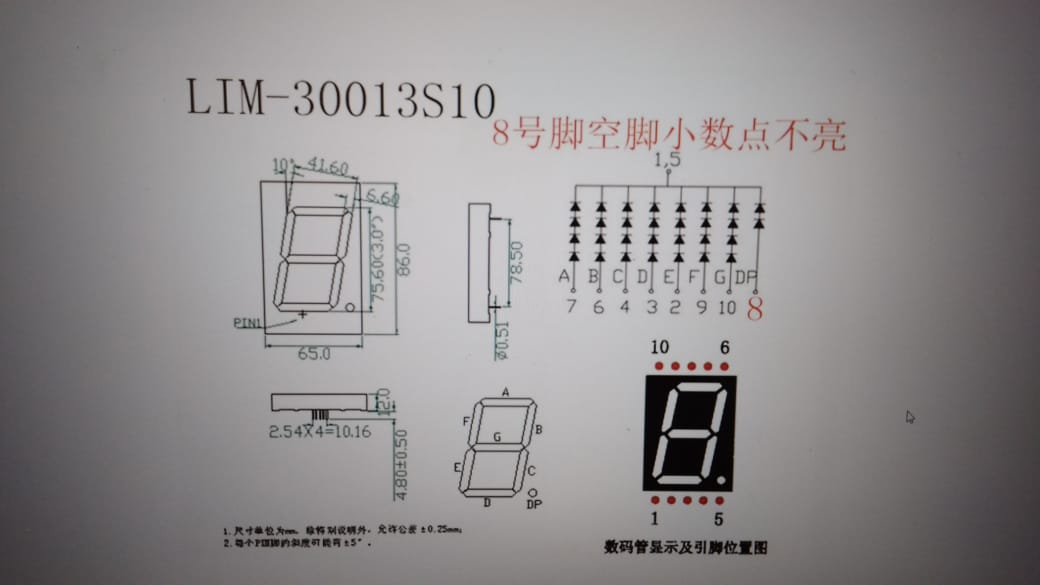 LIM-30013S10
8号脚空脚小数点不亮
1,5
10°
41.60
6.60
75.60(3.0")
86.0
PIN1
65.0
78.50
φ0.51
A B C D E F G DP
7 6 4 3 2 9 10 8
10 6
12.0
2.54X4=10.16
4.80±0.50
A
F
B
G
E
C
D
DP
1 5
1.尺寸单位为mm，除特别说明外，允许公差±0.25mm;
2.每个PIN脚的斜度可能有±5°.
数码管显示及引脚位置图